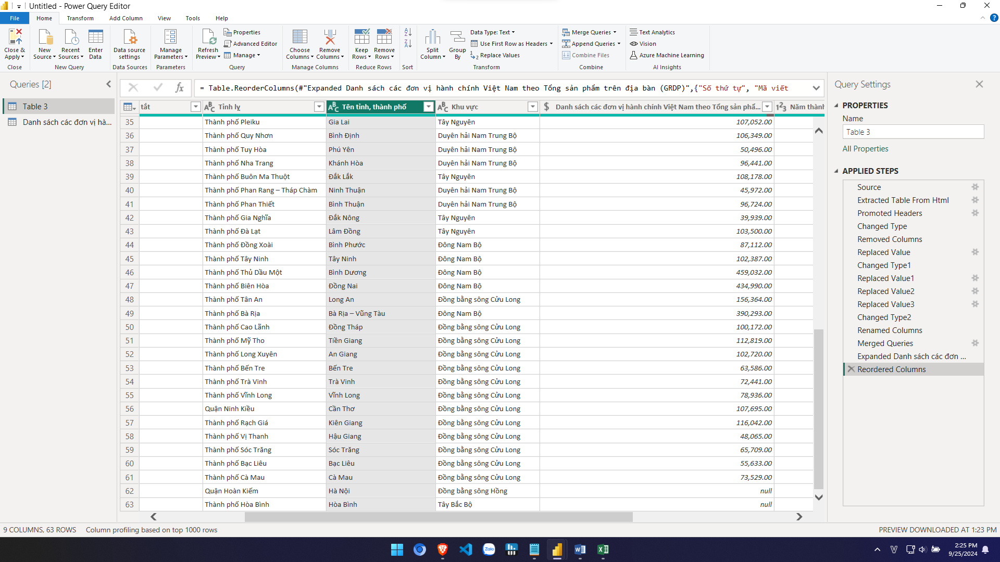 Untitled - Power Query Editor
File Home Transform Add Column View Tools Help
Close & Apply
Close
New Source
Recent Sources
Enter Data
New Query
Data source settings
Data Sources
Manage Parameters
Parameters
Refresh Preview
Properties
Advanced Editor
Manage
Query
Choose Columns
Remove Columns
Manage Columns
Keep Rows
Remove Rows
Reduce Rows
Sort
Split Column
Group By
Data Type: Text
Use First Row as Headers
Replace Values
Transform
Merge Queries
Append Queries
Combine Files
Combine
Text Analytics
Vision
Azure Machine Learning
AI Insights
Queries [2]
Table 3
Danh sách các đơn vị hà...
= Table.ReorderColumns(#"Expanded Danh sách các đơn vị hành chính Việt Nam theo Tổng sản phẩm trên địa bàn (GRDP)",{"Số thứ tự", "Mã viết
tắt Tỉnh lỵ Tên tỉnh, thành phố Khu vực Danh sách các đơn vị hành chính Việt Nam theo Tổng sản phẩ... Năm thành
35 Thành phố Pleiku Gia Lai Tây Nguyên 107,052.00
36 Thành phố Quy Nhơn Bình Định Duyên hải Nam Trung Bộ 106,349.00
37 Thành phố Tuy Hòa Phú Yên Duyên hải Nam Trung Bộ 50,496.00
38 Thành phố Nha Trang Khánh Hòa Duyên hải Nam Trung Bộ 96,441.00
39 Thành phố Buôn Ma Thuột Đắk Lắk Tây Nguyên 108,178.00
40 Thành phố Phan Rang – Tháp Chàm Ninh Thuận Duyên hải Nam Trung Bộ 45,972.00
41 Thành phố Phan Thiết Bình Thuận Duyên hải Nam Trung Bộ 96,724.00
42 Thành phố Gia Nghĩa Đắk Nông Tây Nguyên 39,939.00
43 Thành phố Đà Lạt Lâm Đồng Tây Nguyên 103,500.00
44 Thành phố Đồng Xoài Bình Phước Đông Nam Bộ 87,112.00
45 Thành phố Tây Ninh Tây Ninh Đông Nam Bộ 102,387.00
46 Thành phố Thủ Dầu Một Bình Dương Đông Nam Bộ 459,032.00
47 Thành phố Biên Hòa Đồng Nai Đông Nam Bộ 434,990.00
48 Thành phố Tân An Long An Đồng bằng sông Cửu Long 156,364.00
49 Thành phố Bà Rịa Bà Rịa – Vũng Tàu Đông Nam Bộ 390,293.00
50 Thành phố Cao Lãnh Đồng Tháp Đồng bằng sông Cửu Long 100,172.00
51 Thành phố Mỹ Tho Tiền Giang Đồng bằng sông Cửu Long 112,819.00
52 Thành phố Long Xuyên An Giang Đồng bằng sông Cửu Long 102,720.00
53 Thành phố Bến Tre Bến Tre Đồng bằng sông Cửu Long 63,586.00
54 Thành phố Trà Vinh Trà Vinh Đồng bằng sông Cửu Long 72,441.00
55 Thành phố Vĩnh Long Vĩnh Long Đồng bằng sông Cửu Long 78,936.00
56 Quận Ninh Kiều Cần Thơ Đồng bằng sông Cửu Long 107,695.00
57 Thành phố Rạch Giá Kiên Giang Đồng bằng sông Cửu Long 116,042.00
58 Thành phố Vị Thanh Hậu Giang Đồng bằng sông Cửu Long 48,065.00
59 Thành phố Sóc Trăng Sóc Trăng Đồng bằng sông Cửu Long 65,709.00
60 Thành phố Bạc Liêu Bạc Liêu Đồng bằng sông Cửu Long 55,633.00
61 Thành phố Cà Mau Cà Mau Đồng bằng sông Cửu Long 73,529.00
62 Quận Hoàn Kiếm Hà Nội Đồng bằng sông Hồng null
63 Thành phố Hòa Bình Hòa Bình Tây Bắc Bộ null
Query Settings
PROPERTIES
Name
Table 3
All Properties
APPLIED STEPS
Source
Extracted Table From Html
Promoted Headers
Changed Type
Removed Columns
Replaced Value
Changed Type1
Replaced Value1
Replaced Value2
Replaced Value3
Changed Type2
Renamed Columns
Merged Queries
Expanded Danh sách các đơn ...
Reordered Columns
9 COLUMNS, 63 ROWS Column profiling based on top 1000 rows PREVIEW DOWNLOADED AT 1:23 PM
Zalo
2:25 PM
9/25/2024